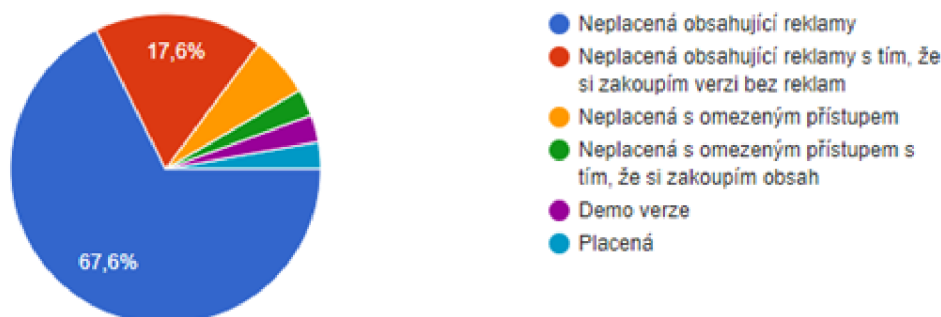 17,6%
67,6%
Neplacená obsahující reklamy
Neplacená obsahující reklamy s tím, že
si zakoupím verzi bez reklam
Neplacená s omezeným přístupem
Neplacená s omezeným přístupem s
tím, že si zakoupím obsah
Demo verze
Placená